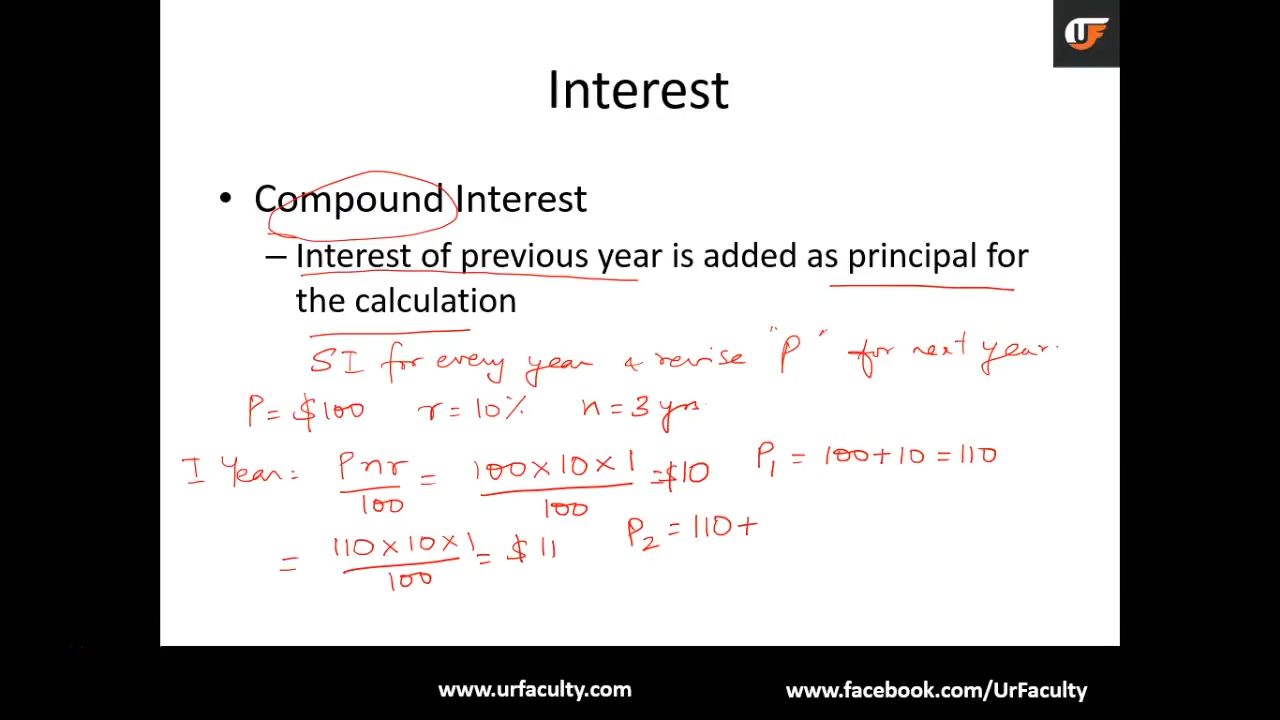 UF
Interest
• Compound Interest
– Interest of previous year is added as principal for
the calculation
SI for every year & revise "P" for next year.
P = $100 r = 10% n = 3 yrs
I Year: Pnr/100 = 100×10×1/100 = $10 P₁ = 100+10 = 110
= 110×10×1/100 = $11 P₂ = 110+
www.urfaculty.com www.facebook.com/UrFaculty